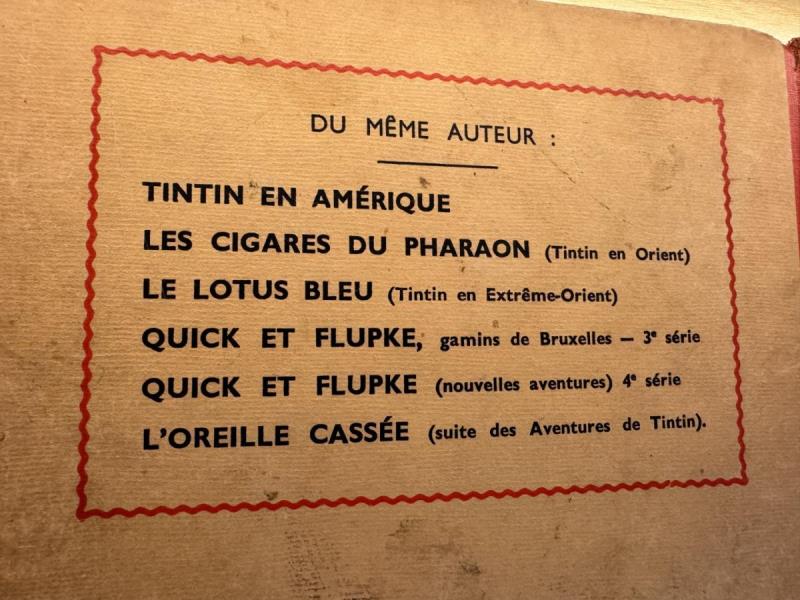 DU MÊME AUTEUR :
TINTIN EN AMÉRIQUE
LES CIGARES DU PHARAON (Tintin en Orient)
LE LOTUS BLEU (Tintin en Extrême-Orient)
QUICK ET FLUPKE, gamins de Bruxelles — 3e série
QUICK ET FLUPKE (nouvelles aventures) 4e série
L'OREILLE CASSÉE (suite des Aventures de Tintin).